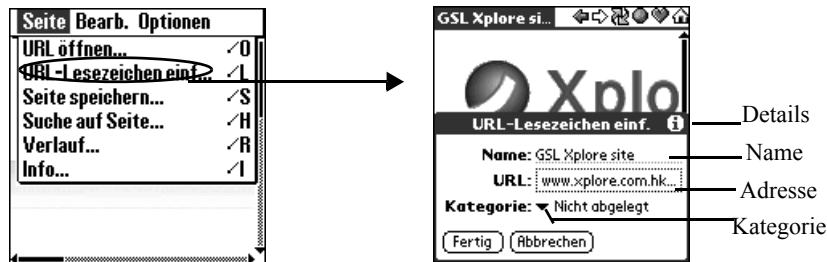 Seite Bearb. Optionen
URL öffnen... ⁄O
URL-Lesezeichen einf... ⁄L
Seite speichern... ⁄S
Suche auf Seite... ⁄H
Verlauf... ⁄R
Info... ⁄I
GSL Xplore si...
Xplo
URL-Lesezeichen einf. i
Details
Name: GSL Xplore site
Name
URL: www.xplore.com.hk...
Adresse
Kategorie: Nicht abgelegt
Kategorie
Fertig Abbrechen